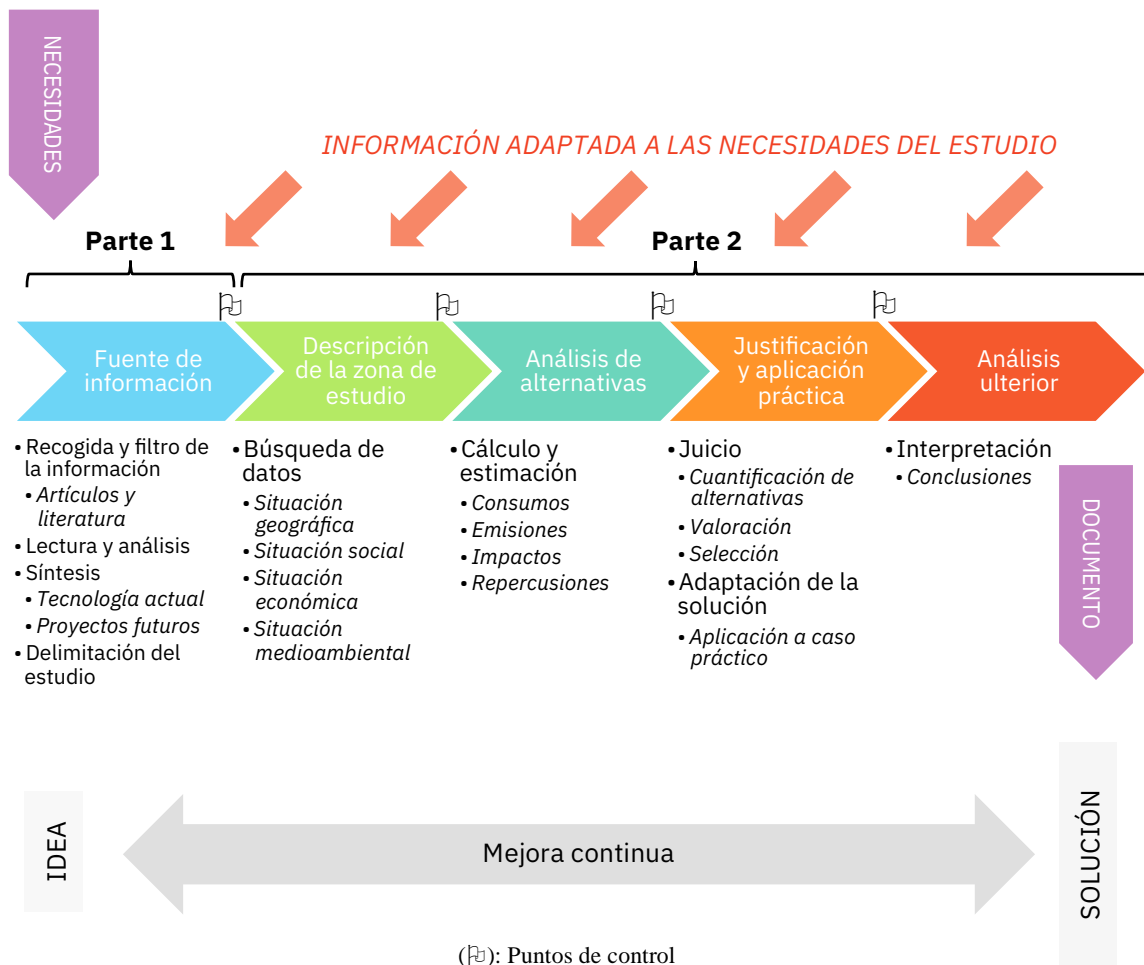 NECESIDADES
INFORMACIÓN ADAPTADA A LAS NECESIDADES DEL ESTUDIO
Parte 1
Parte 2
Fuente de
información
Descripción
de la zona de
estudio
Análisis de
alternativas
Justificación
y aplicación
práctica
Análisis
ulterior
• Recogida y filtro de
la información
• Artículos y
literatura
• Lectura y análisis
• Síntesis
• Tecnología actual
• Proyectos futuros
• Delimitación del
estudio
• Búsqueda de
datos
• Situación
geográfica
• Situación social
• Situación
económica
• Situación
medioambiental
• Cálculo y
estimación
• Consumos
• Emisiones
• Impactos
• Repercusiones
• Juicio
• Cuantificación de
alternativas
• Valoración
• Selección
• Adaptación de la
solución
• Aplicación a caso
práctico
• Interpretación
• Conclusiones
DOCUMENTO
IDEA
Mejora continua
SOLUCIÓN
(⚐): Puntos de control